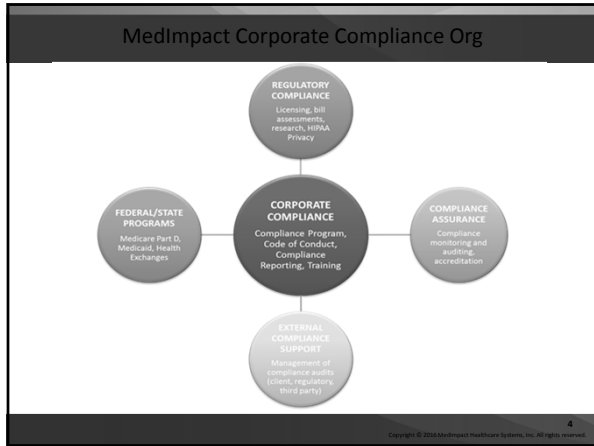 MedImpact Corporate Compliance Org
REGULATORY
COMPLIANCE
Licensing, bill
assessments,
research, HIPAA
Privacy
FEDERAL/STATE
PROGRAMS
Medicare Part D,
Medicaid, Health
Exchanges
CORPORATE
COMPLIANCE
Compliance Program,
Code of Conduct,
Compliance
Reporting, Training
COMPLIANCE
ASSURANCE
Compliance
monitoring and
auditing,
accreditation
EXTERNAL
COMPLIANCE
SUPPORT
Management of
compliance audits
(client, regulatory,
third party)
4
Copyright © 2016 MedImpact Healthcare Systems, Inc. All rights reserved.